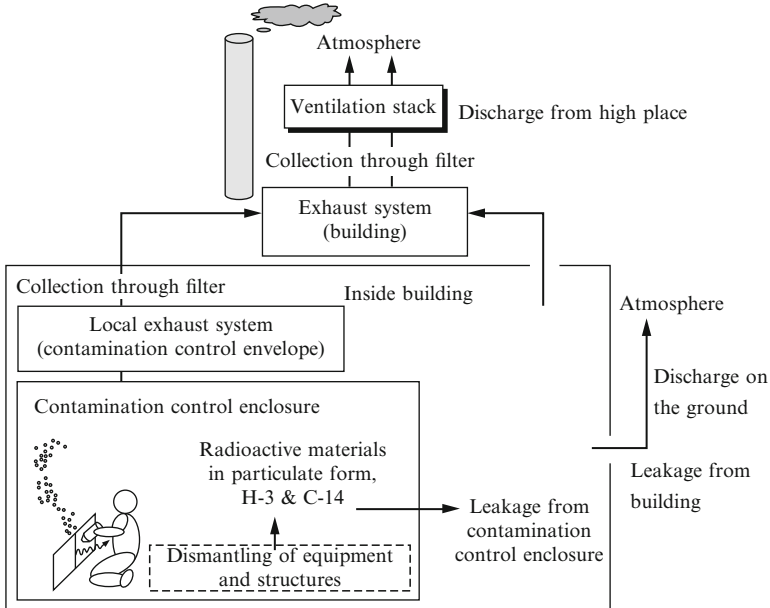 Atmosphere
Ventilation stack
Discharge from high place
Collection through filter
Exhaust system
(building)
Collection through filter
Inside building
Atmosphere
Local exhaust system
(contamination control envelope)
Discharge on
the ground
Contamination control enclosure
Radioactive materials
in particulate form,
H-3 & C-14
Leakage from
building
Leakage from
contamination
control enclosure
Dismantling of equipment
and structures